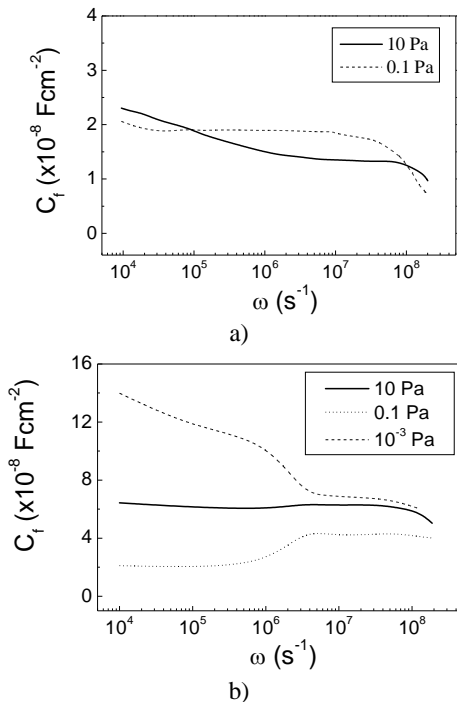 4
3
2
1
0
C_f (x10^-8 Fcm^-2)
10 Pa
0.1 Pa
10^4 10^5 10^6 10^7 10^8
ω (s^-1)
a)
16
12
8
4
0
C_f (x10^-8 Fcm^-2)
10 Pa
0.1 Pa
10^-3 Pa
10^4 10^5 10^6 10^7 10^8
ω (s^-1)
b)